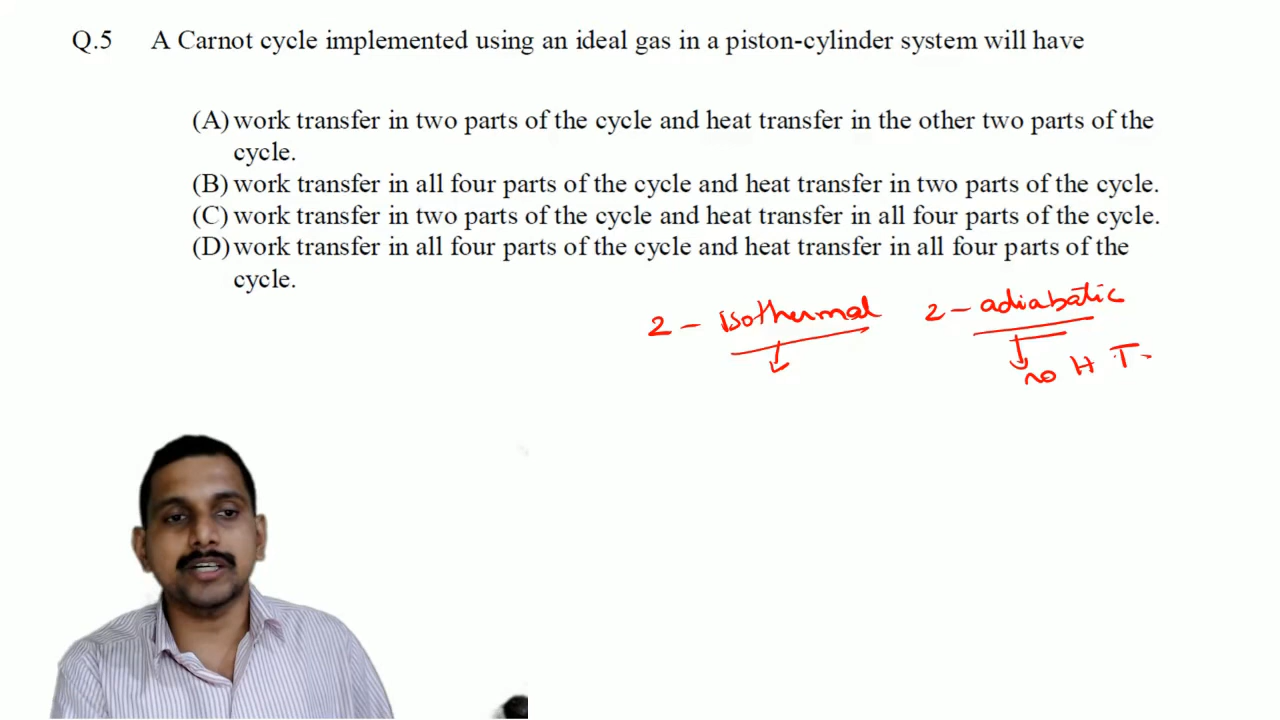 Q.5 A Carnot cycle implemented using an ideal gas in a piston-cylinder system will have
(A) work transfer in two parts of the cycle and heat transfer in the other two parts of the
cycle.
(B) work transfer in all four parts of the cycle and heat transfer in two parts of the cycle.
(C) work transfer in two parts of the cycle and heat transfer in all four parts of the cycle.
(D) work transfer in all four parts of the cycle and heat transfer in all four parts of the
cycle.
2 - isothermal 2 - adiabatic
no H T.